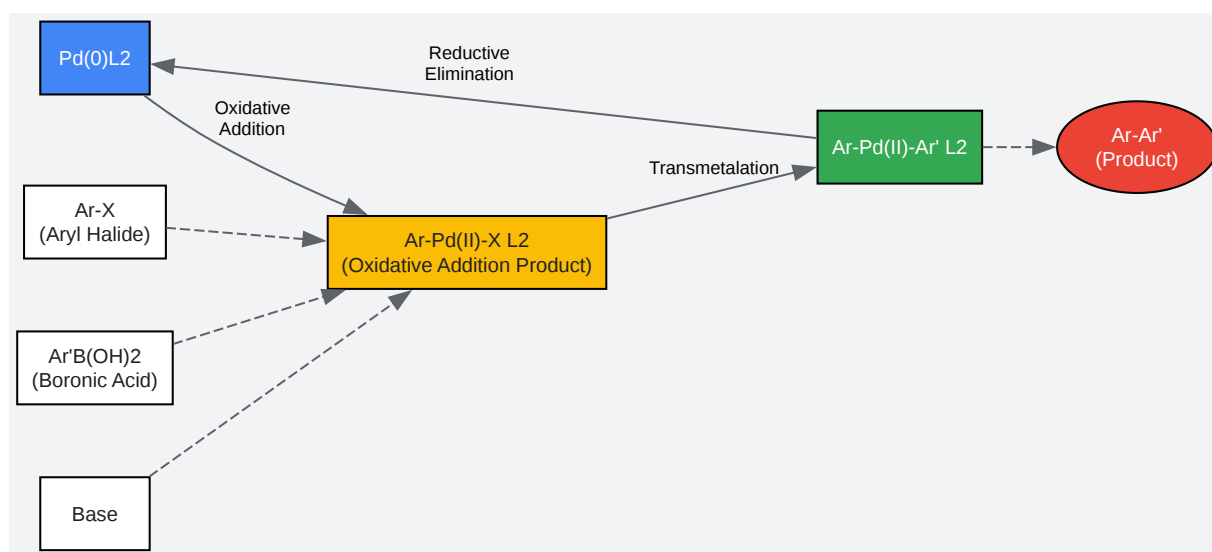 Pd(0)L2
Reductive
Elimination
Oxidative
Addition
Ar-Pd(II)-Ar' L2
Ar-Ar'
(Product)
Transmetalation
Ar-X
(Aryl Halide)
Ar-Pd(II)-X L2
(Oxidative Addition Product)
Ar'B(OH)2
(Boronic Acid)
Base